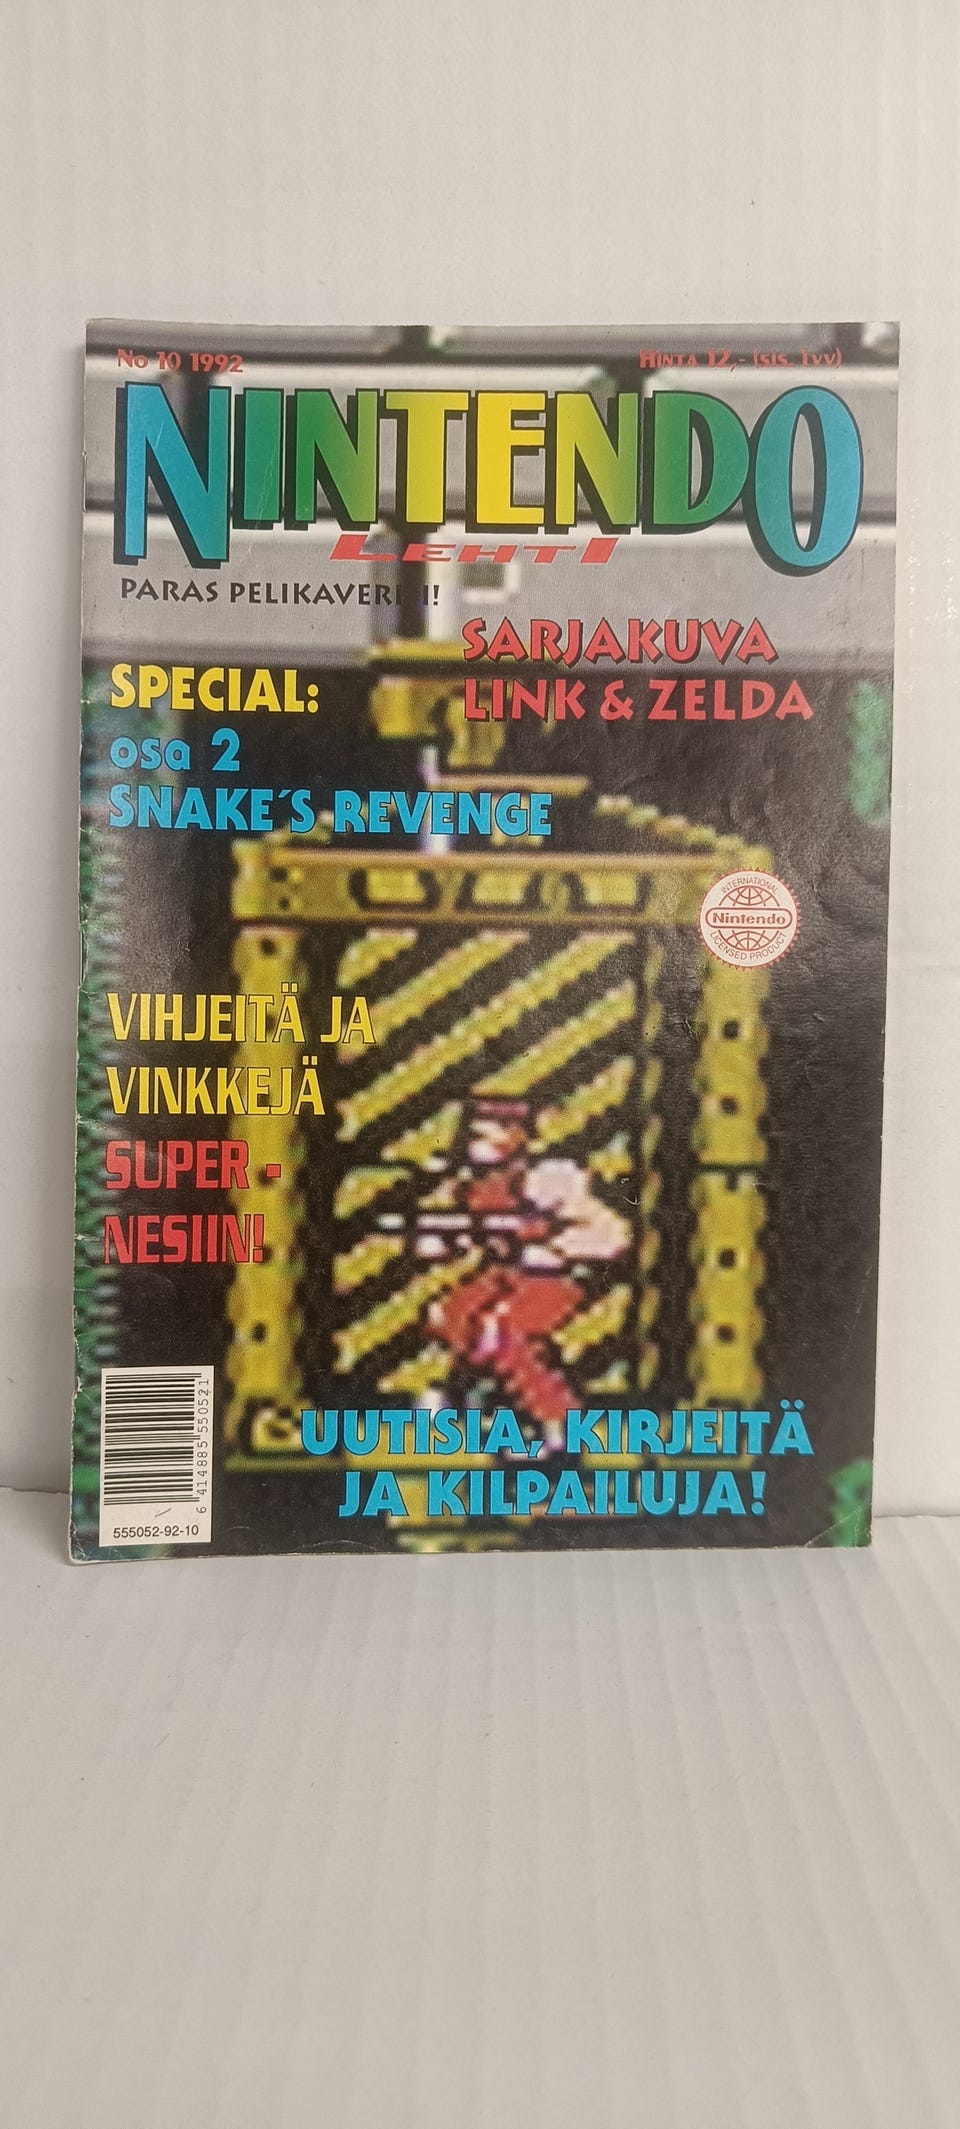 No 10 1992
HINTA 12,- (SIS. LVV)
NINTENDO
LEHTI
PARAS PELIKAVERISI!
SARJAKUVA
LINK & ZELDA
SPECIAL:
osa 2
SNAKE´S REVENGE
INTERNATIONAL
Nintendo
LICENSED PRODUCT
VIHJEITÄ JA
VINKKEJÄ
SUPER -
NESIIN!
UUTISIA, KIRJEITÄ
JA KILPAILUJA!
6 414885 550521
555052-92-10